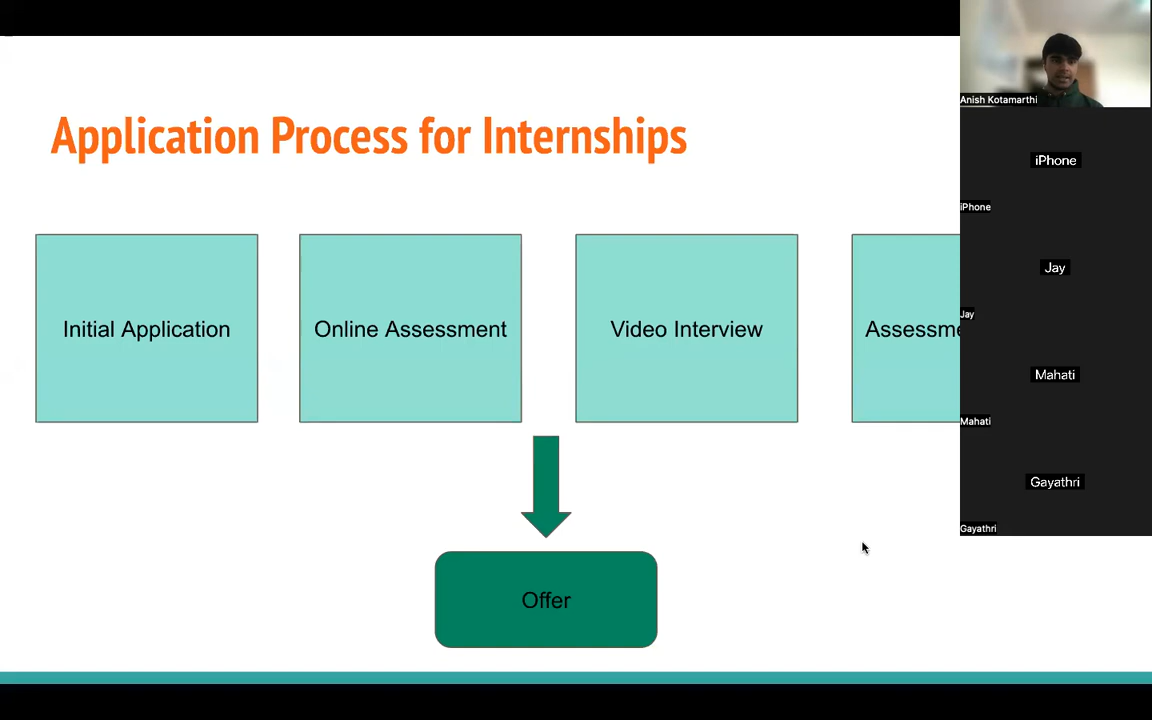 Application Process for Internships
Initial Application
Online Assessment
Video Interview
Offer
Anish Kotamarthi
iPhone
iPhone
Jay
Jay
Mahati
Mahati
Gayathri
Gayathri